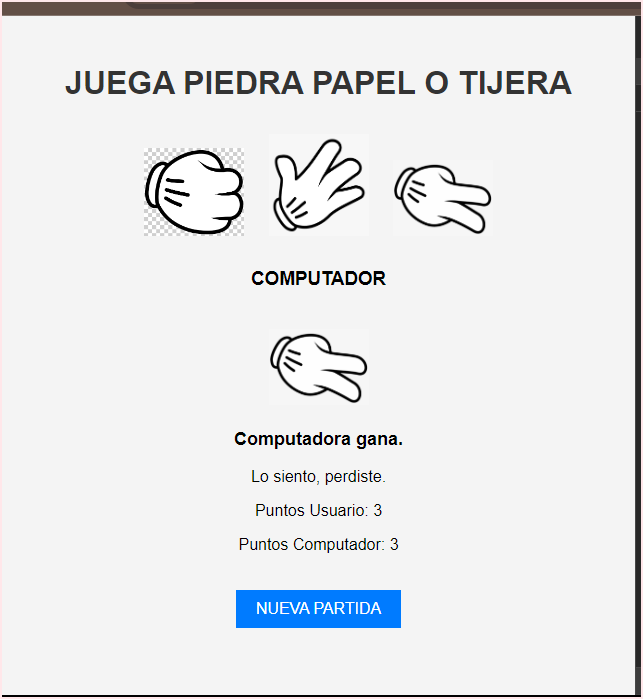 JUEGA PIEDRA PAPEL O TIJERA
COMPUTADOR
Computadora gana.
Lo siento, perdiste.
Puntos Usuario: 3
Puntos Computador: 3
NUEVA PARTIDA